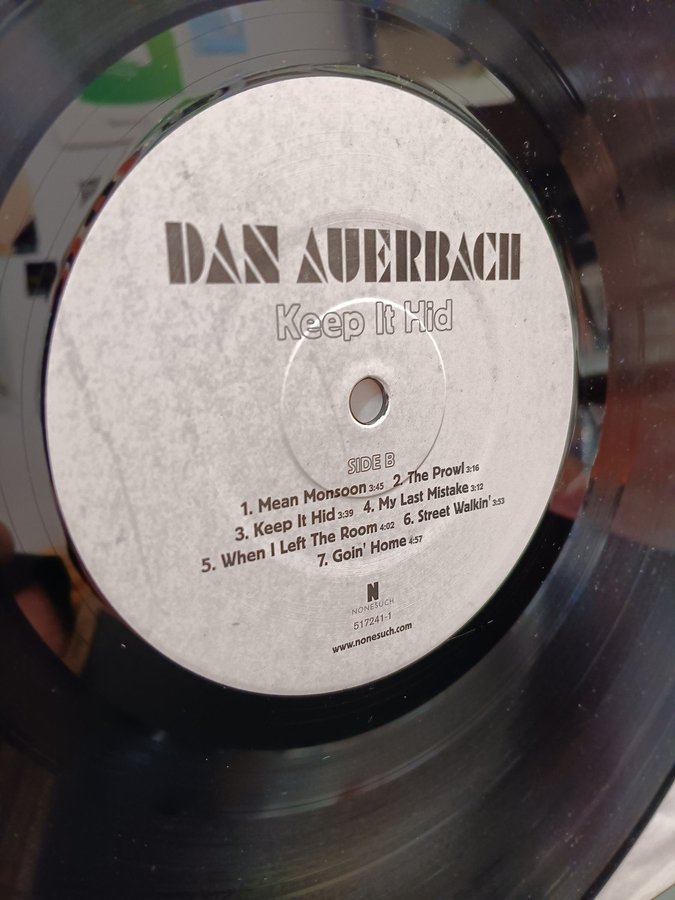 DAN AUERBACH
Keep It Hid
SIDE B
1. Mean Monsoon 3:45 2. The Prowl 3:16
3. Keep It Hid 3:39 4. My Last Mistake 3:12
5. When I Left The Room 4:02 6. Street Walkin' 3:53
7. Goin' Home 4:57
N
NONESUCH
517241-1
www.nonesuch.com